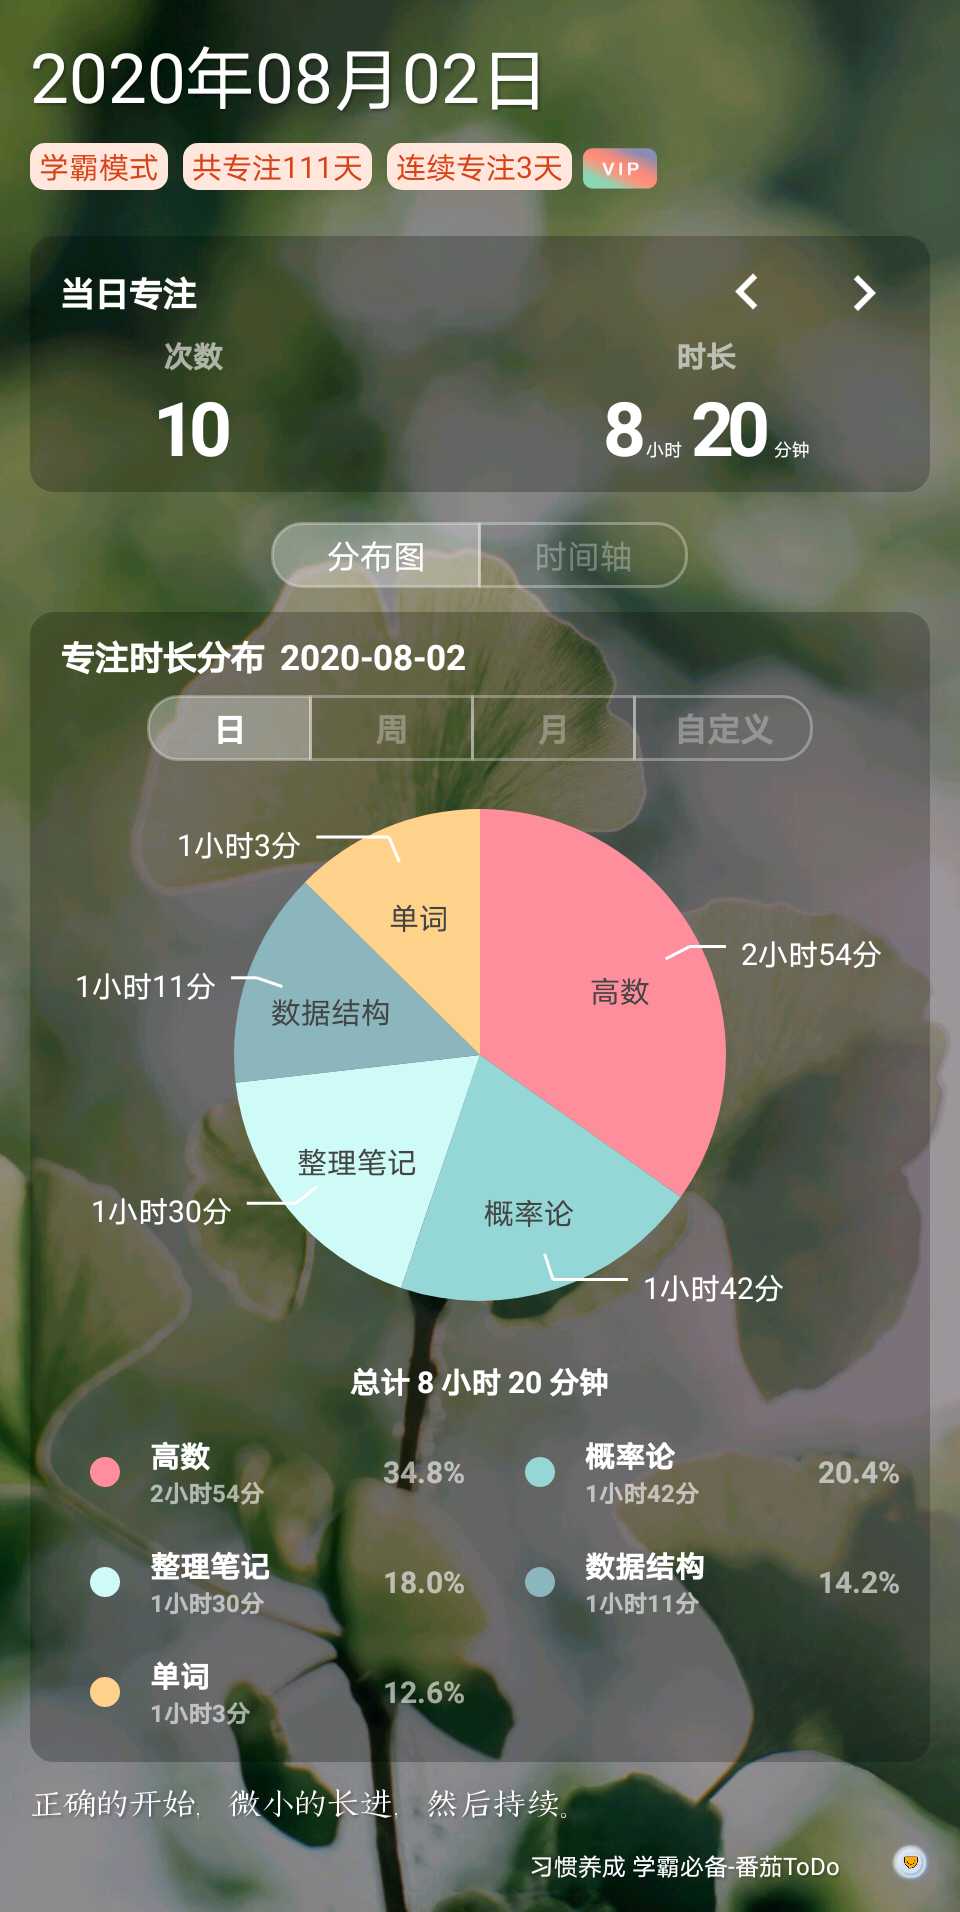 2020年08月02日
学霸模式 共专注111天 连续专注3天 VIP
当日专注
次数 时长
10 8小时20分钟
分布图 时间轴
专注时长分布 2020-08-02
日 周 月 自定义
1小时3分
单词
2小时54分
高数
1小时11分
数据结构
整理笔记
1小时30分
概率论
1小时42分
总计 8 小时 20 分钟
高数 34.8%
2小时54分
概率论 20.4%
1小时42分
整理笔记 18.0%
1小时30分
数据结构 14.2%
1小时11分
单词 12.6%
1小时3分
正确的开始，微小的长进，然后持续。
习惯养成 学霸必备-番茄ToDo